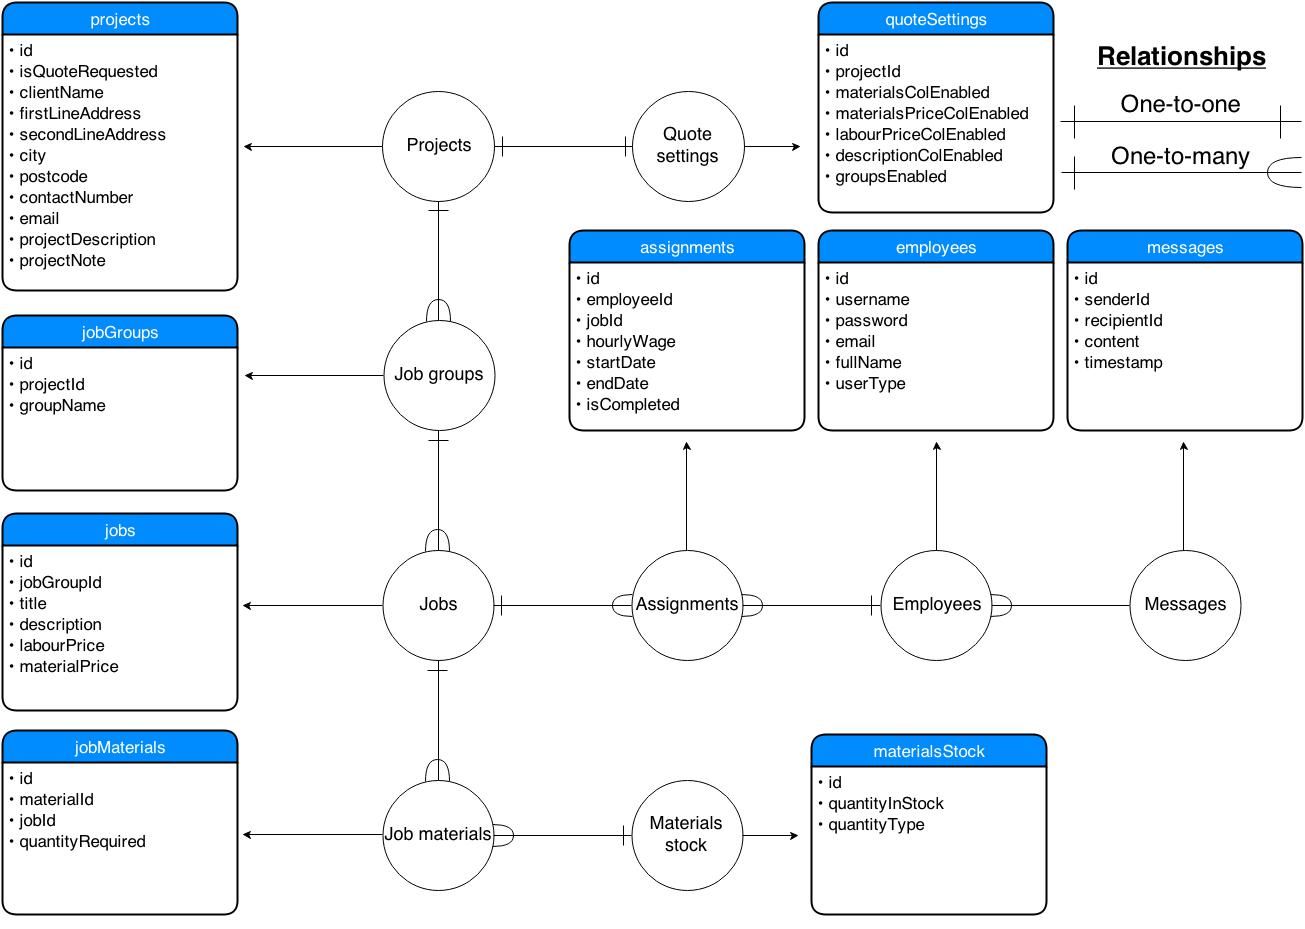 projects
• id
• isQuoteRequested
• clientName
• firstLineAddress
• secondLineAddress
• city
• postcode
• contactNumber
• email
• projectDescription
• projectNote
Projects
Quote
settings
quoteSettings
• id
• projectId
• materialsColEnabled
• materialsPriceColEnabled
• labourPriceColEnabled
• descriptionColEnabled
• groupsEnabled
Relationships
One-to-one
One-to-many
jobGroups
• id
• projectId
• groupName
Job groups
assignments
• id
• employeeId
• jobId
• hourlyWage
• startDate
• endDate
• isCompleted
employees
• id
• username
• password
• email
• fullName
• userType
messages
• id
• senderId
• recipientId
• content
• timestamp
jobs
• id
• jobGroupId
• title
• description
• labourPrice
• materialPrice
Jobs
Assignments
Employees
Messages
jobMaterials
• id
• materialId
• jobId
• quantityRequired
Job materials
Materials
stock
materialsStock
• id
• quantityInStock
• quantityType